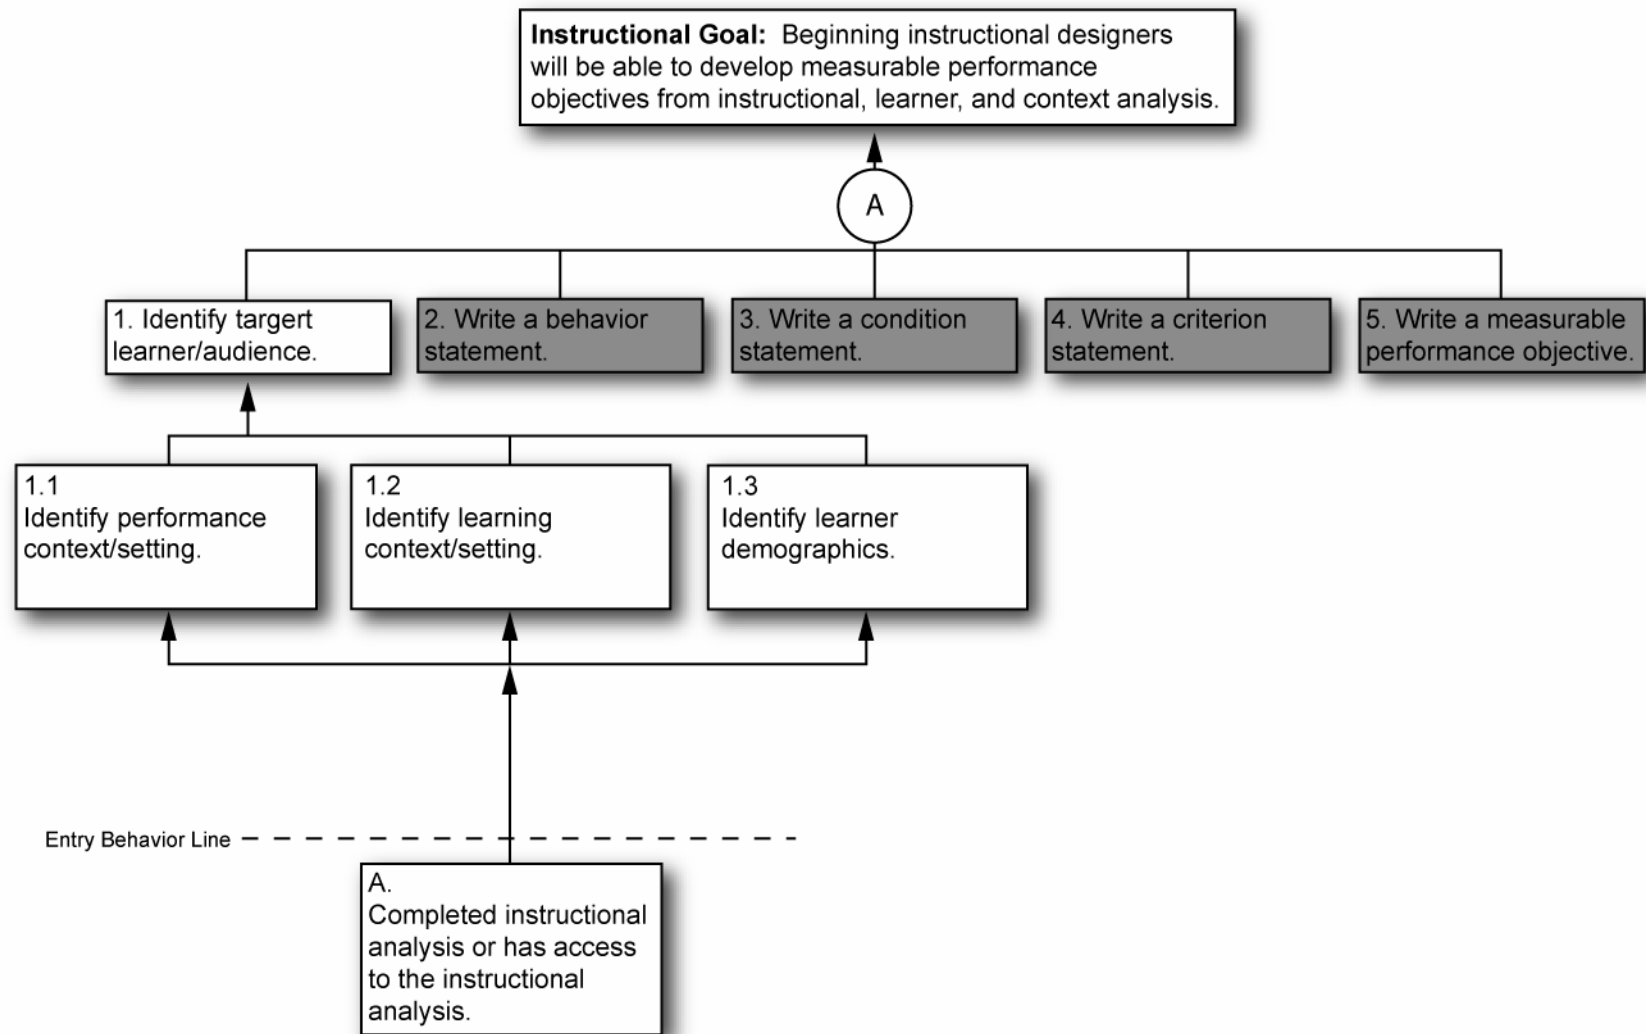 Instructional Goal: Beginning instructional designers
will be able to develop measurable performance
objectives from instructional, learner, and context analysis.
A
1. Identify targert
learner/audience.
2. Write a behavior
statement.
3. Write a condition
statement.
4. Write a criterion
statement.
5. Write a measurable
performance objective.
1.1
Identify performance
context/setting.
1.2
Identify learning
context/setting.
1.3
Identify learner
demographics.
Entry Behavior Line
A.
Completed instructional
analysis or has access
to the instructional
analysis.